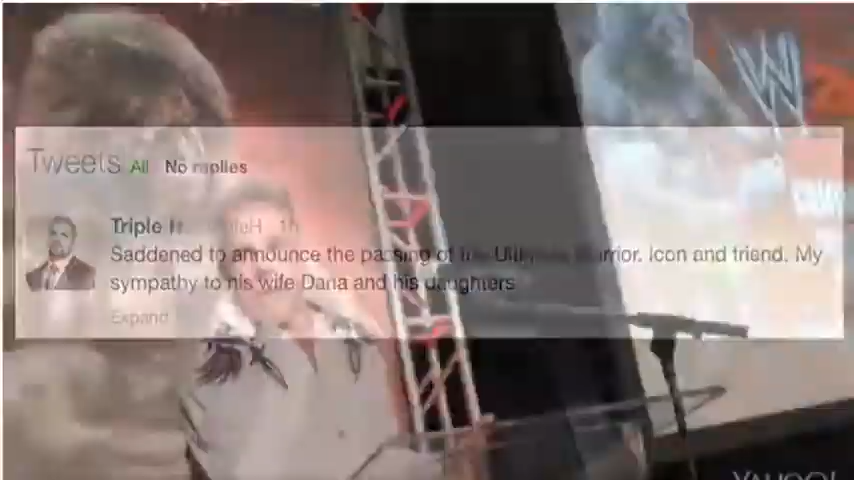 W
Tweets All No replies
Triple H 1h
Saddened to announce the passing of the Ultimate Warrior. Icon and friend. My
sympathy to his wife Dana and his daughters
Expand
YAHOO!